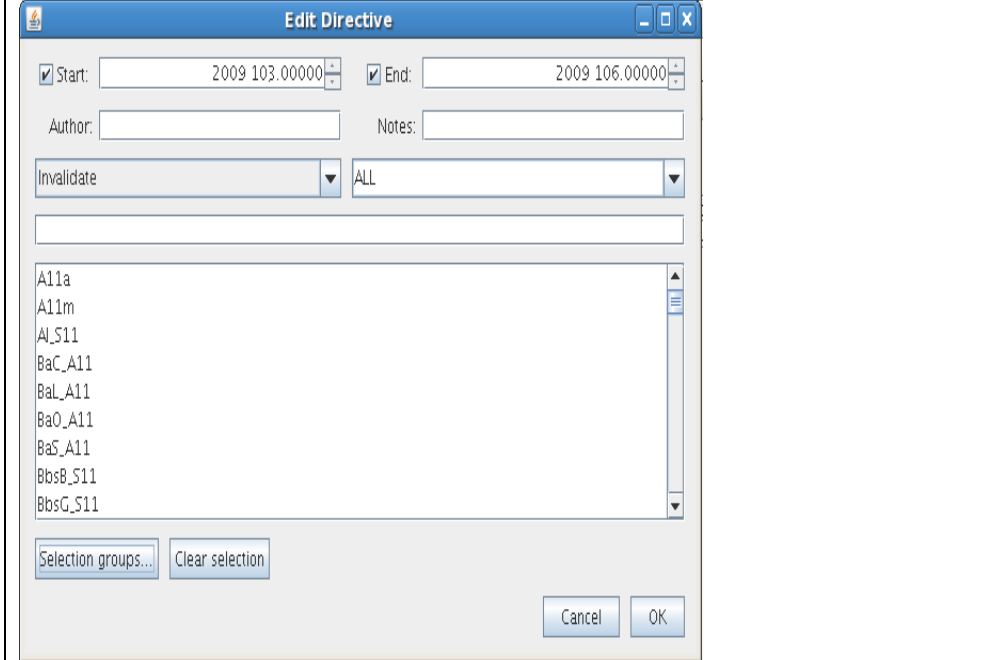 Edit Directive
Start: 2009 103.00000 End: 2009 106.00000
Author: Notes:
Invalidate ALL
A11a
A11m
AI_S11
BaC_A11
BaL_A11
BaO_A11
BaS_A11
BbsB_S11
BbsG_S11
Selection groups... Clear selection
Cancel OK